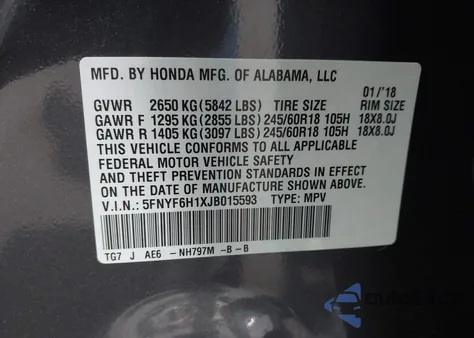 MFD. BY HONDA MFG. OF ALABAMA, LLC
01/'18
GVWR 2650 KG (5842 LBS) TIRE SIZE RIM SIZE
GAWR F 1295 KG (2855 LBS) 245/60R18 105H 18X8.0J
GAWR R 1405 KG (3097 LBS) 245/60R18 105H 18X8.0J
THIS VEHICLE CONFORMS TO ALL APPLICABLE
FEDERAL MOTOR VEHICLE SAFETY
AND THEFT PREVENTION STANDARDS IN EFFECT
ON THE DATE OF MANUFACTURE SHOWN ABOVE.
V.I.N.: 5FNYF6H1XJB015593 TYPE: MPV
TG7 J AE6 -NH797M -B -B